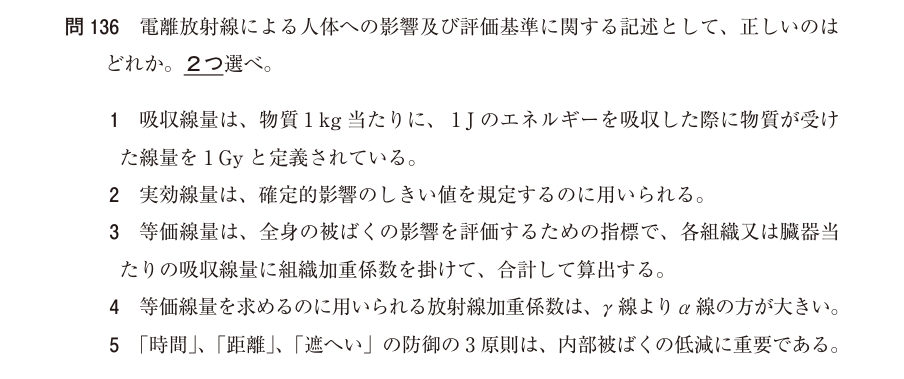 問 136 電離放射線による人体への影響及び評価基準に関する記述として、正しいのは
どれか。２つ選べ。
1 吸収線量は、物質 1 kg 当たりに、1 J のエネルギーを吸収した際に物質が受け
た線量を 1 Gy と定義されている。
2 実効線量は、確定的影響のしきい値を規定するのに用いられる。
3 等価線量は、全身の被ばくの影響を評価するための指標で、各組織又は臓器当
たりの吸収線量に組織加重係数を掛けて、合計して算出する。
4 等価線量を求めるのに用いられる放射線加重係数は、γ 線より α 線の方が大きい。
5 「時間」、「距離」、「遮へい」の防御の 3 原則は、内部被ばくの低減に重要である。